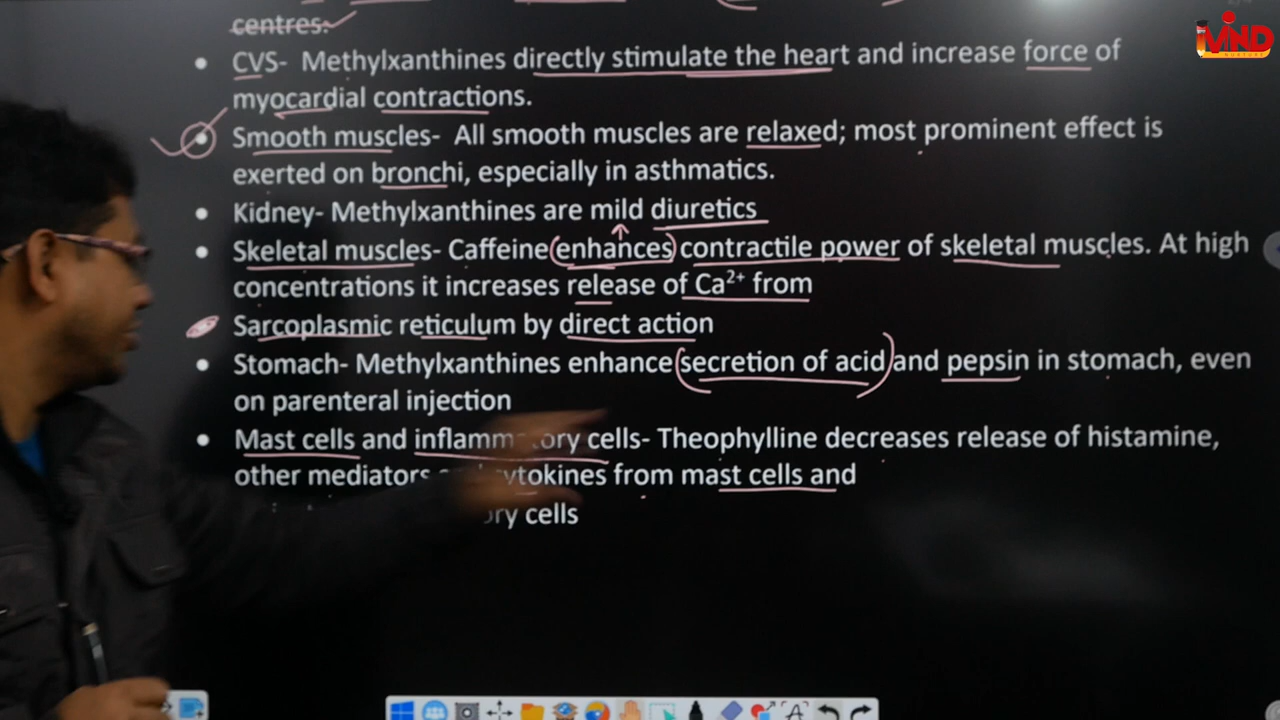 centres.
• CVS- Methylxanthines directly stimulate the heart and increase force of
myocardial contractions.
• Smooth muscles- All smooth muscles are relaxed; most prominent effect is
exerted on bronchi, especially in asthmatics.
• Kidney- Methylxanthines are mild diuretics
• Skeletal muscles- Caffeine enhances contractile power of skeletal muscles. At high
concentrations it increases release of Ca²⁺ from
Sarcoplasmic reticulum by direct action
• Stomach- Methylxanthines enhance secretion of acid and pepsin in stomach, even
on parenteral injection
• Mast cells and inflammatory cells- Theophylline decreases release of histamine,
other mediators cytokines from mast cells and
cells
MIND